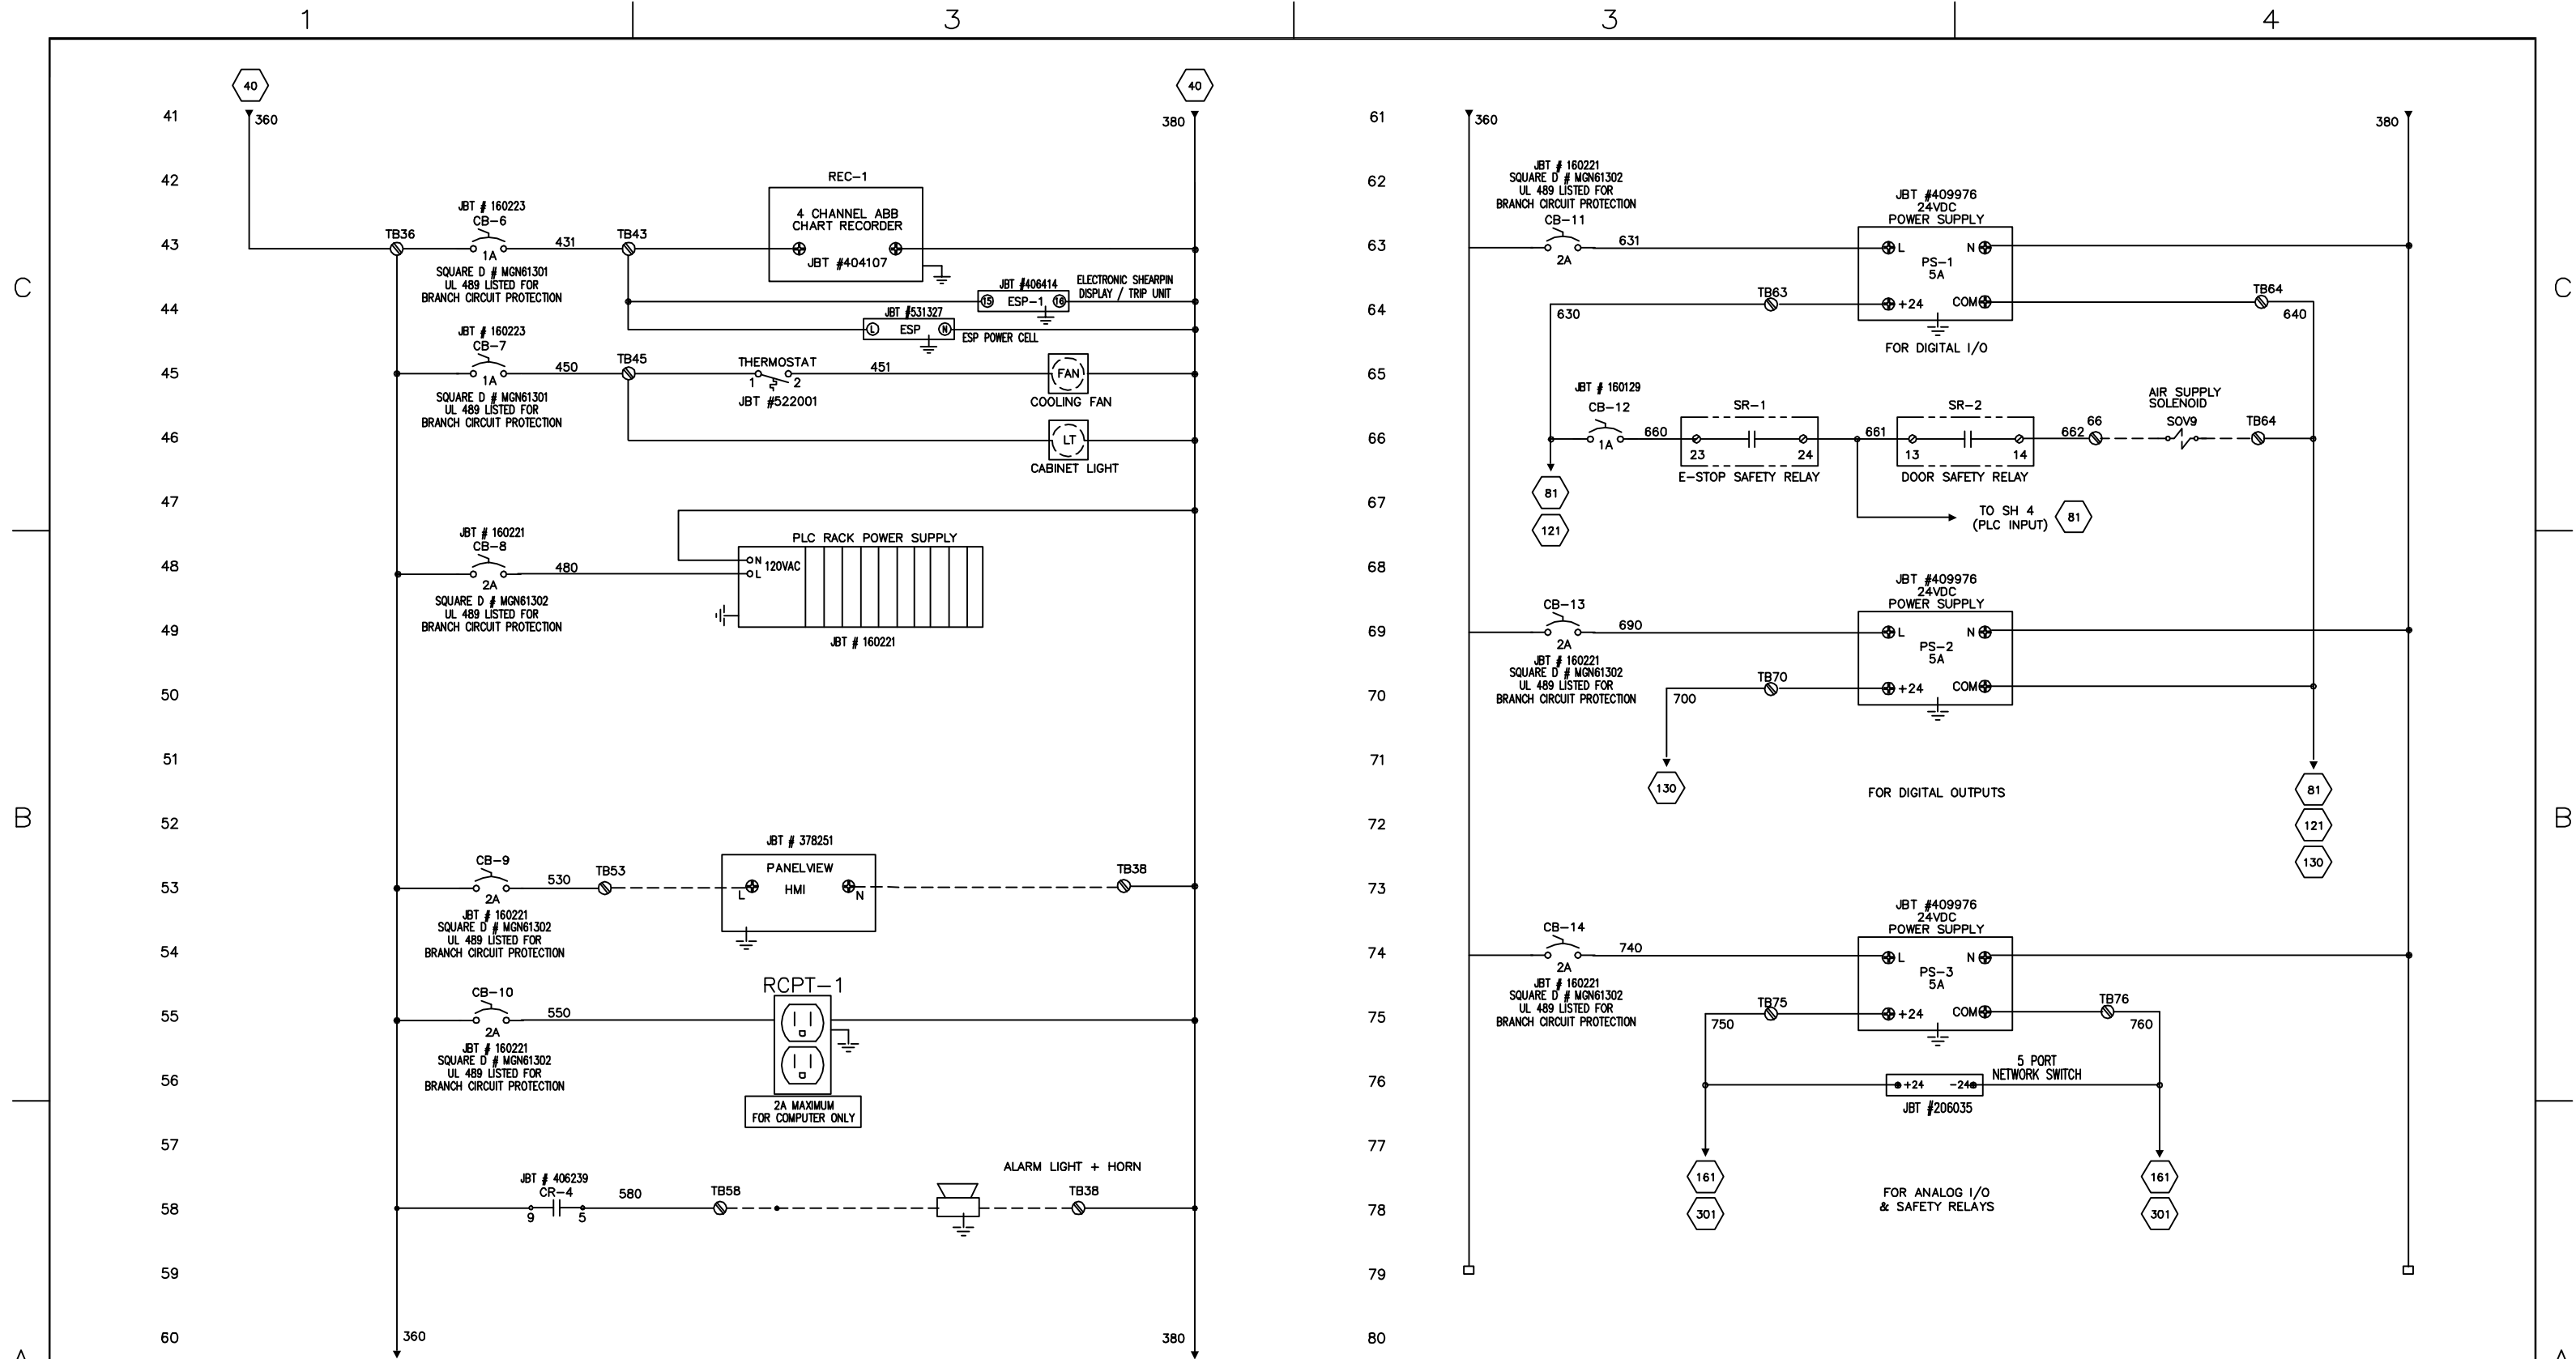 1 3 3 4
40 40
41 360 380 61 360 380
42 REC-1 62
JBT # 160221
SQUARE D # MGN61302
UL 489 LISTED FOR
BRANCH CIRCUIT PROTECTION
CB-11
2A
631
JBT #409976
24VDC
POWER SUPPLY
63
L N
PS-1
5A
+24 COM
FOR DIGITAL I/O
64
TB63
TB64
630
640
43
TB36
JBT # 160223
CB-6
1A
SQUARE D # MGN61301
UL 489 LISTED FOR
BRANCH CIRCUIT PROTECTION
431
TB43
4 CHANNEL ABB
CHART RECORDER
JBT #404107
C C
44
JBT #406414
15 ESP-1 16
ELECTRONIC SHEARPIN
DISPLAY / TRIP UNIT
JBT #531327
L ESP N
ESP POWER CELL
45
JBT # 160223
CB-7
1A
SQUARE D # MGN61301
UL 489 LISTED FOR
BRANCH CIRCUIT PROTECTION
450
TB45
THERMOSTAT
1 2
JBT #522001
451
FAN
COOLING FAN
46
LT
CABINET LIGHT
47
JBT # 160221
CB-8
2A
SQUARE D # MGN61302
UL 489 LISTED FOR
BRANCH CIRCUIT PROTECTION
48
480
PLC RACK POWER SUPPLY
N
120VAC
L
JBT # 160221
49
50
51
B B
52
53
CB-9
2A
JBT # 160221
SQUARE D # MGN61302
UL 489 LISTED FOR
BRANCH CIRCUIT PROTECTION
530
TB53
JBT # 378251
PANELVIEW
HMI
L N
TB38
54
55
CB-10
2A
JBT # 160221
SQUARE D # MGN61302
UL 489 LISTED FOR
BRANCH CIRCUIT PROTECTION
550
RCPT-1
2A MAXIMUM
FOR COMPUTER ONLY
56
57
58
JBT # 406239
CR-4
9 5
580
TB58
ALARM LIGHT + HORN
TB38
59
60
360 380
65
66
JBT # 160129
CB-12
1A
660
SR-1
23 24
E-STOP SAFETY RELAY
661
SR-2
13 14
DOOR SAFETY RELAY
662
66
AIR SUPPLY
SOLENOID
SOV9
TB64
81
121
67
TO SH 4
(PLC INPUT)
81
68
69
CB-13
2A
JBT # 160221
SQUARE D # MGN61302
UL 489 LISTED FOR
BRANCH CIRCUIT PROTECTION
690
JBT #409976
24VDC
POWER SUPPLY
L N
PS-2
5A
+24 COM
70
TB70
700
71
130
FOR DIGITAL OUTPUTS
81
121
130
72
73
74
CB-14
2A
JBT # 160221
SQUARE D # MGN61302
UL 489 LISTED FOR
BRANCH CIRCUIT PROTECTION
740
JBT #409976
24VDC
POWER SUPPLY
L N
PS-3
5A
+24 COM
75
TB75
750
TB76
760
76
+24 -24
5 PORT
NETWORK SWITCH
JBT #206035
77
78
161
301
FOR ANALOG I/O
& SAFETY RELAYS
161
301
79
80
A A